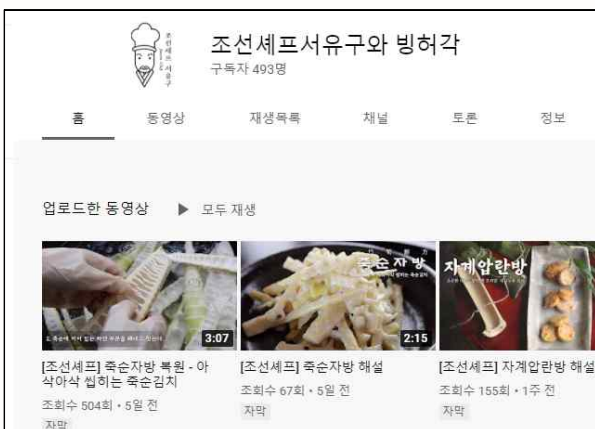 조선셰프서유구와 빙허각
구독자 493명
홈 동영상 재생목록 채널 토론 정보
업로드한 동영상 ▶ 모두 재생
죽순자방
자계압란방
3:07 2:15
[조선셰프] 죽순자방 복원 - 아
삭아삭 씹히는 죽순김치
조회수 504회 • 5일 전
자막
[조선셰프] 죽순자방 해설
조회수 67회 • 5일 전
자막
[조선셰프] 자계압란방 해설
조회수 155회 • 1주 전
자막